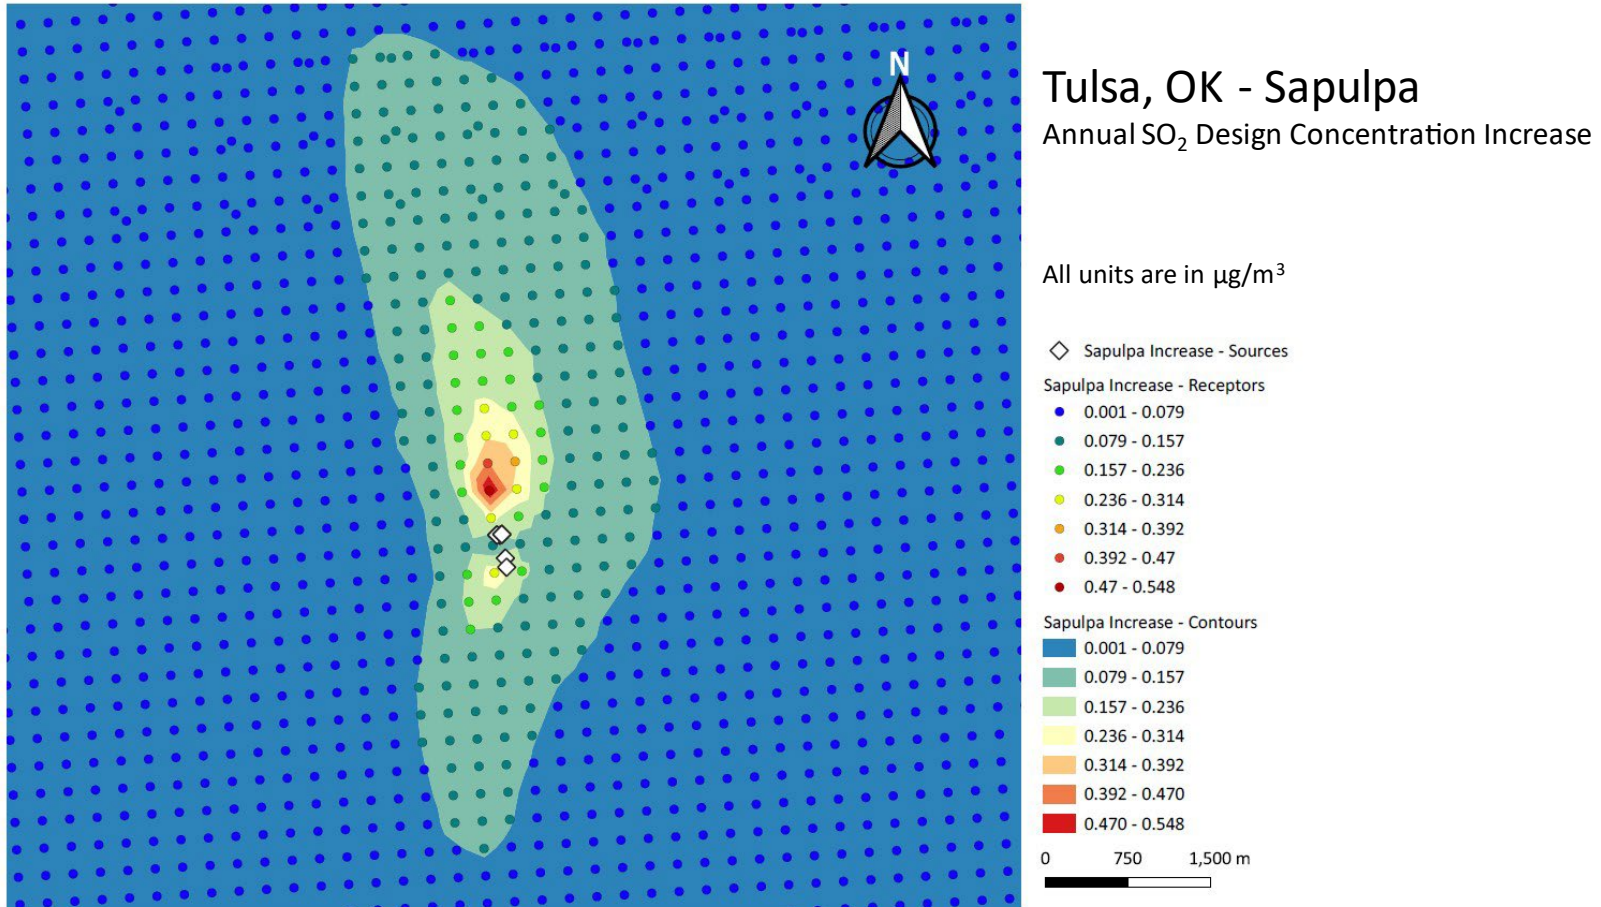 N
Tulsa, OK - Sapulpa
Annual SO₂ Design Concentration Increase
All units are in µg/m³
Sapulpa Increase - Sources
Sapulpa Increase - Receptors
0.001 - 0.079
0.079 - 0.157
0.157 - 0.236
0.236 - 0.314
0.314 - 0.392
0.392 - 0.47
0.47 - 0.548
Sapulpa Increase - Contours
0.001 - 0.079
0.079 - 0.157
0.157 - 0.236
0.236 - 0.314
0.314 - 0.392
0.392 - 0.470
0.470 - 0.548
0 750 1,500 m